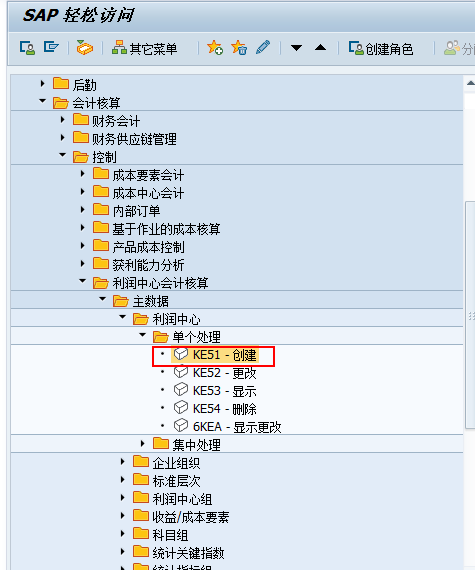 SAP 轻松访问
其它菜单 创建角色
后勤
会计核算
财务会计
财务供应链管理
控制
成本要素会计
成本中心会计
内部订单
基于作业的成本核算
产品成本控制
获利能力分析
利润中心会计核算
主数据
利润中心
单个处理
KE51 - 创建
KE52 - 更改
KE53 - 显示
KE54 - 删除
6KEA - 显示更改
集中处理
企业组织
标准层次
利润中心组
收益/成本要素
科目组
统计关键指数